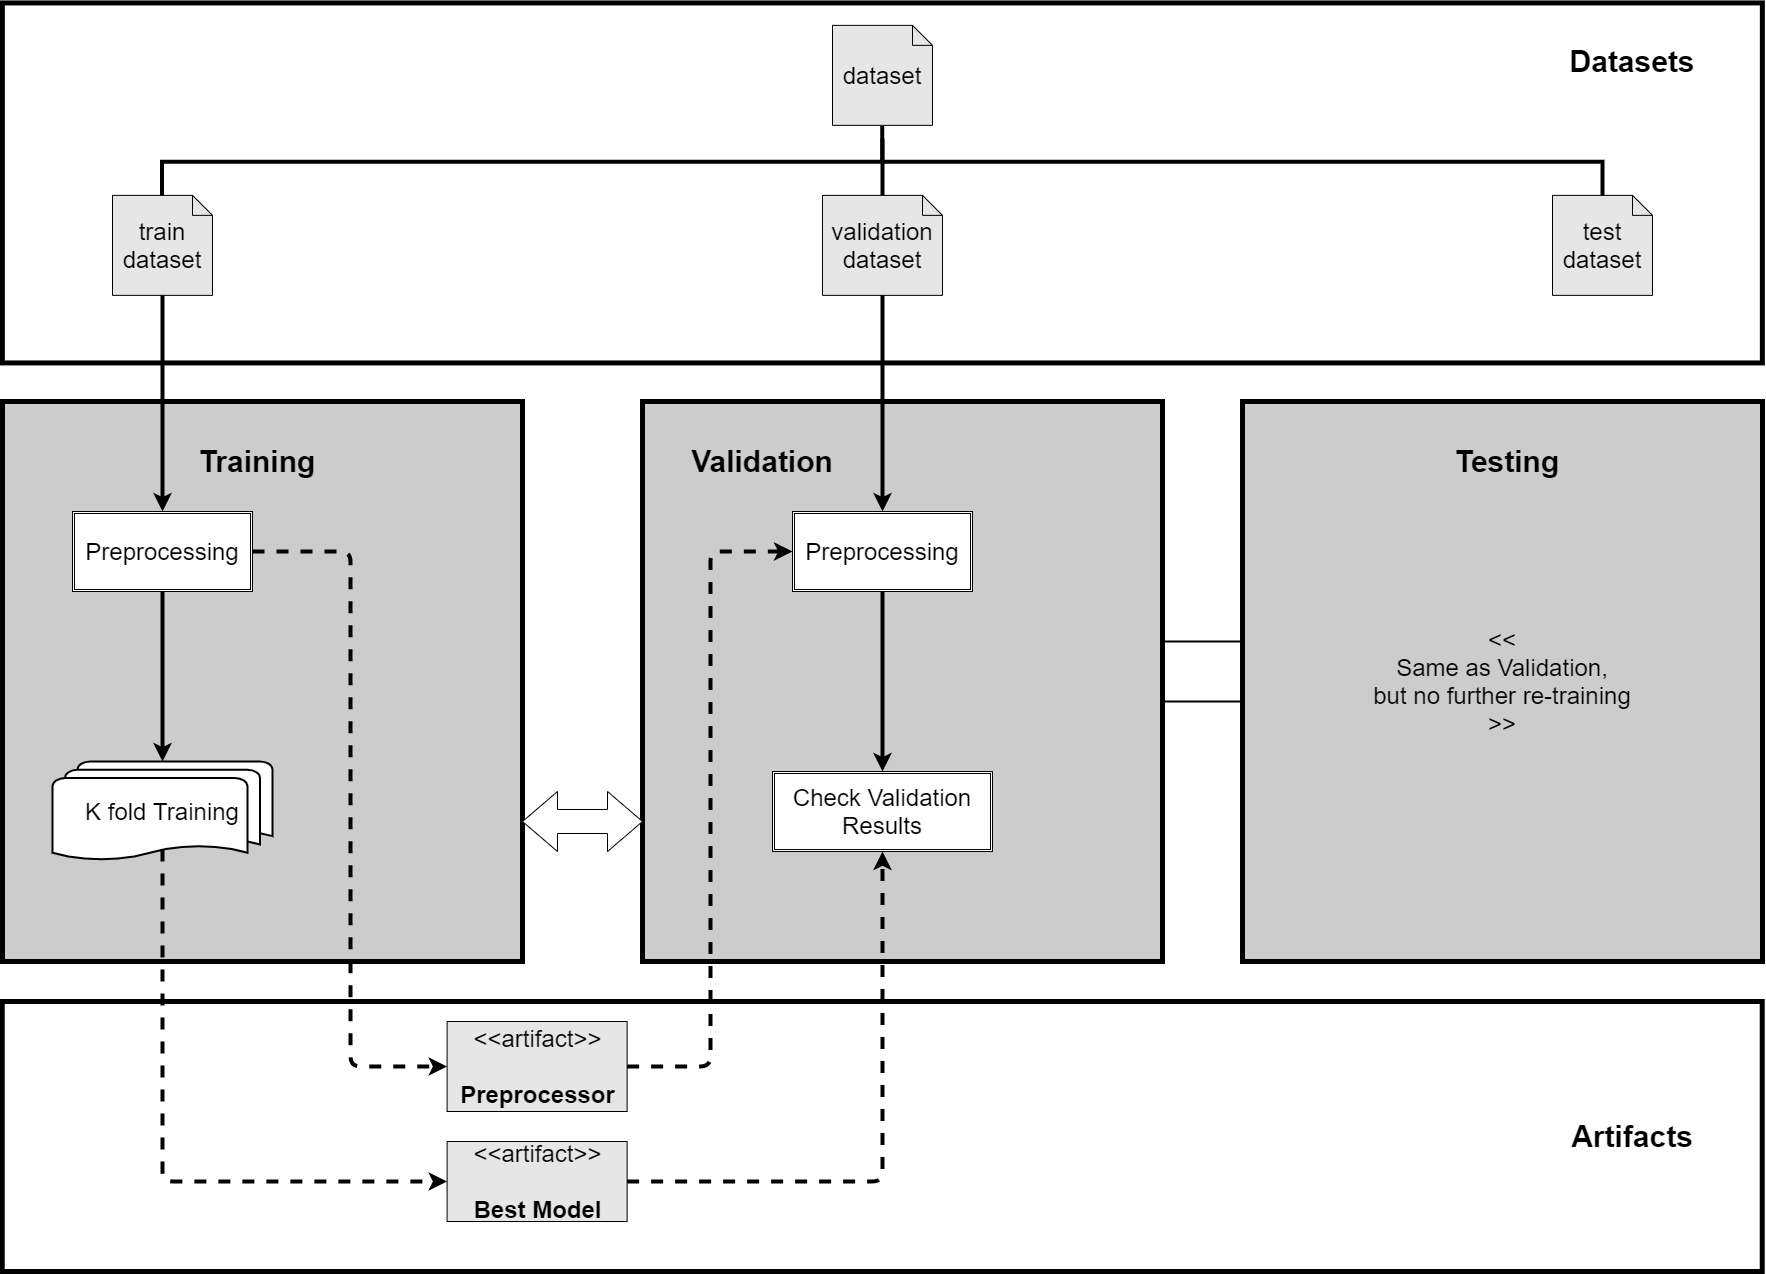 Datasets
dataset
train
dataset
validation
dataset
test
dataset
Training
Validation
Testing
Preprocessing
Preprocessing
<<
Same as Validation,
but no further re-training
>>
K fold Training
Check Validation
Results
<<artifact>>
Preprocessor
Artifacts
<<artifact>>
Best Model